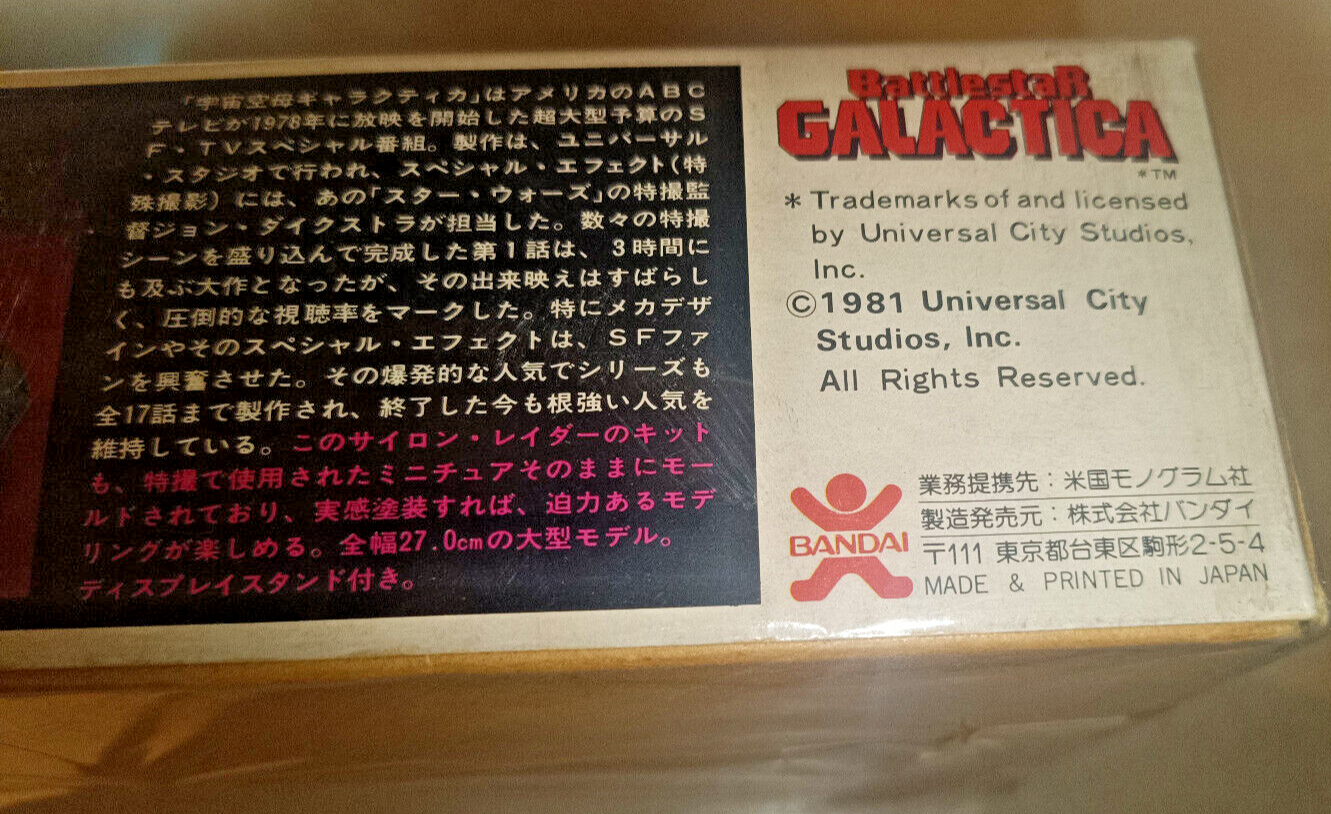 「宇宙空母ギャラクティカ」はアメリカのABC
テレビが1978年に放映を開始した超大型予算のS
F・TVスペシャル番組。製作は、ユニバーサル
・スタジオで行われ、スペシャル・エフェクト(特
殊撮影)には、あの「スター・ウォーズ」の特撮監
督ジョン・ダイクストラが担当した。数々の特撮
シーンを盛り込んで完成した第1話は、3時間に
も及ぶ大作となったが、その出来映えはすばらし
く、圧倒的な視聴率をマークした。特にメカデザ
インやそのスペシャル・エフェクトは、SFファ
ンを興奮させた。その爆発的な人気でシリーズも
全17話まで製作され、終了した今も根強い人気を
維持している。このサイロン・レイダーのキット
も、特撮で使用されたミニチュアそのままにモー
ルドされており、実感塗装すれば、迫力あるモデ
リングが楽しめる。全幅27.0cmの大型モデル。
ディスプレイスタンド付き。
BattlestaR
GALACTICA
*TM
* Trademarks of and licensed
by Universal City Studios,
Inc.
©1981 Universal City
Studios, Inc.
All Rights Reserved.
BANDAI
業務提携先:米国モノグラム社
製造発売元:株式会社バンダイ
〒111 東京都台東区駒形2-5-4
MADE & PRINTED IN JAPAN